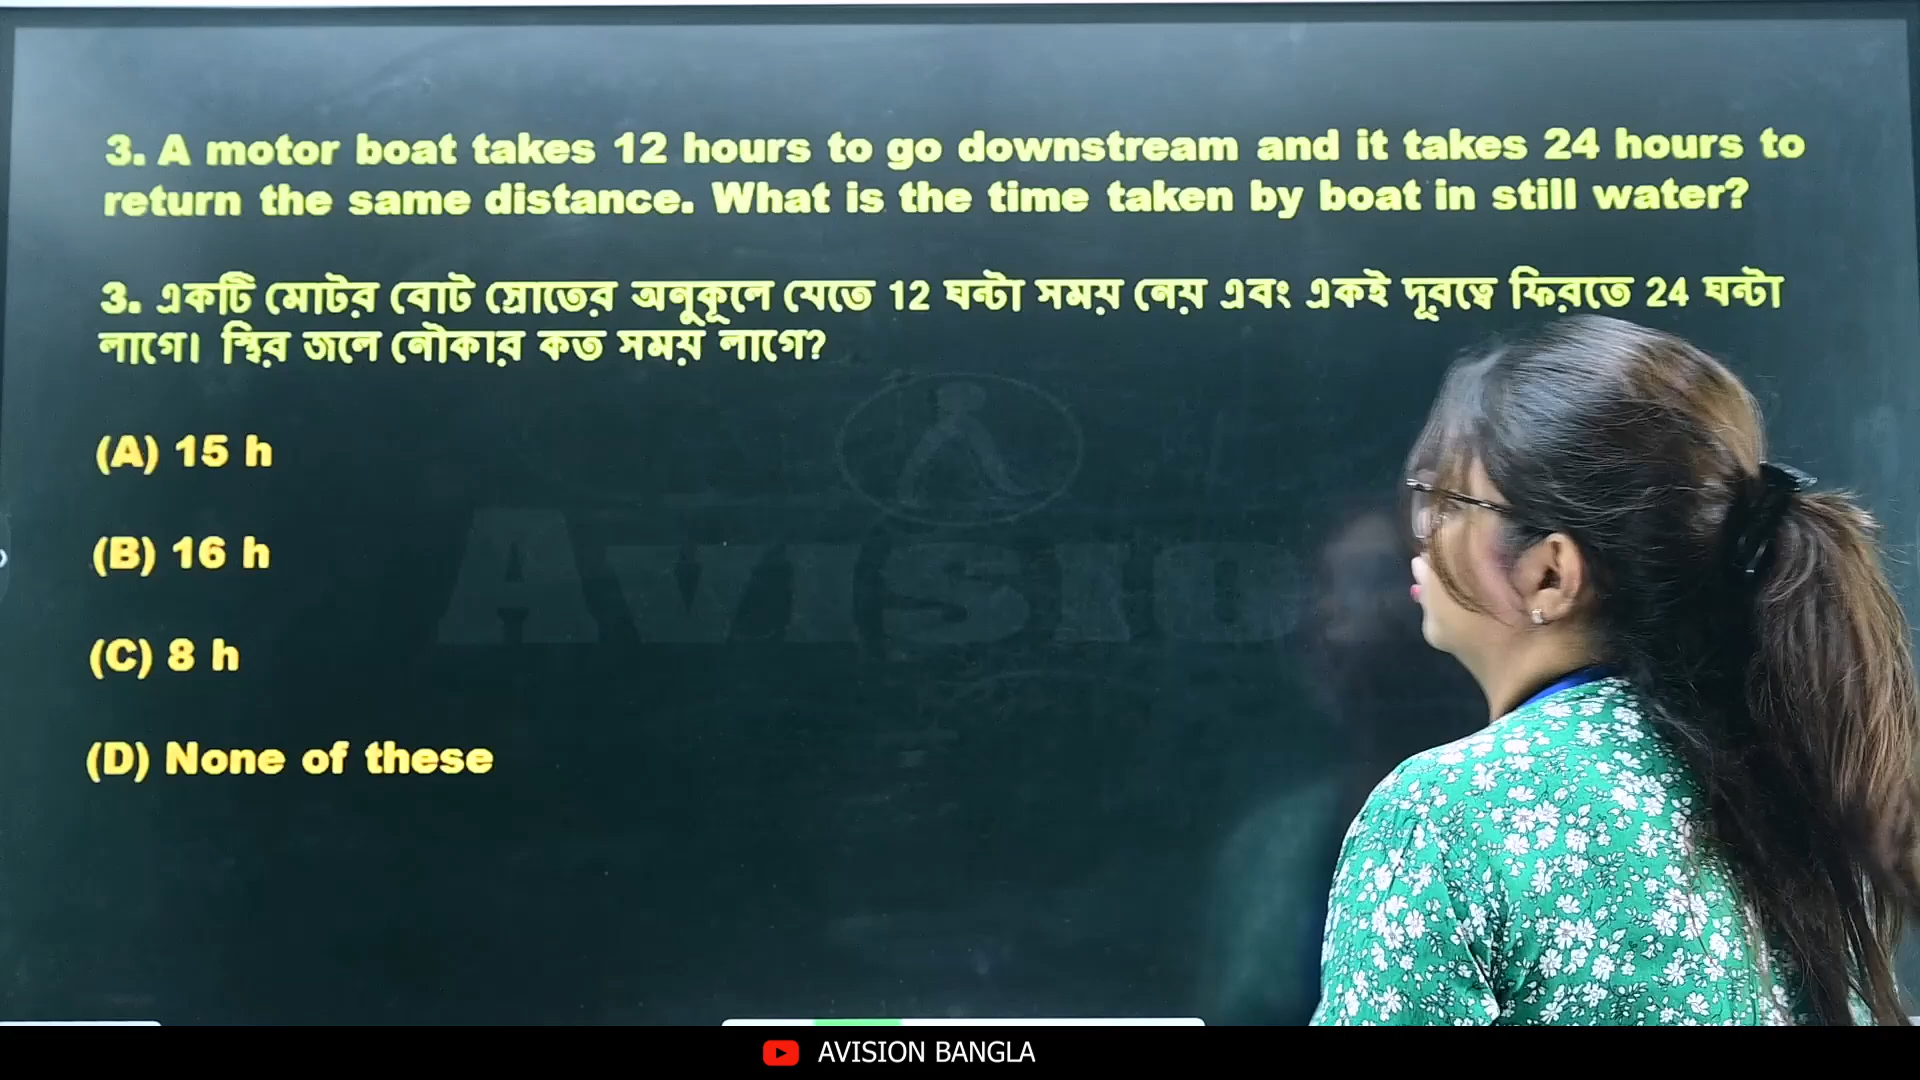 3. A motor boat takes 12 hours to go downstream and it takes 24 hours to
return the same distance. What is the time taken by boat in still water?
3. একটি মোটর বোট স্রোতের অনুকূলে যেতে 12 ঘন্টা সময় নেয় এবং একই দূরত্বে ফিরতে 24 ঘন্টা
লাগে। স্থির জলে নৌকার কত সময় লাগে?
(A) 15 h
(B) 16 h
(C) 8 h
(D) None of these
AVISION BANGLA